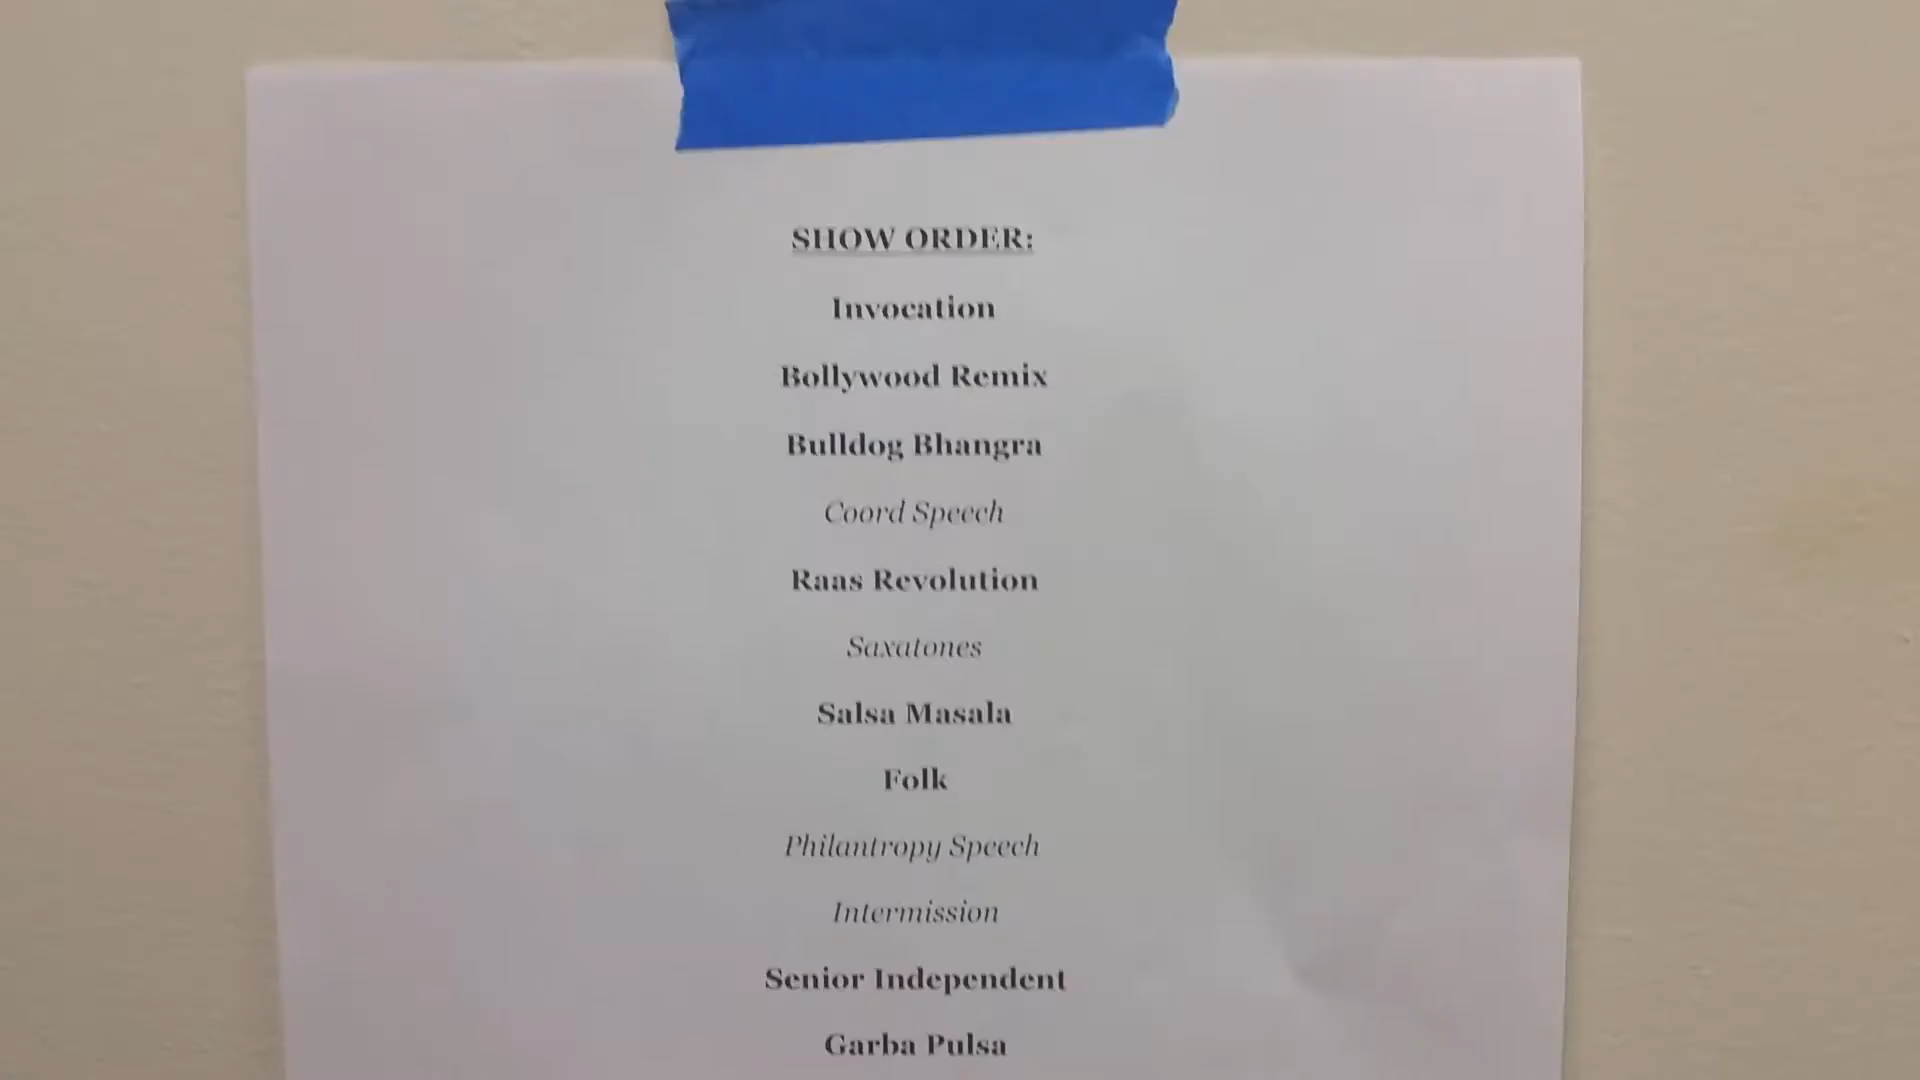 SHOW ORDER:
Invocation
Bollywood Remix
Bulldog Bhangra
Coord Speech
Raas Revolution
Saxatones
Salsa Masala
Folk
Philantropy Speech
Intermission
Senior Independent
Garba Pulsa